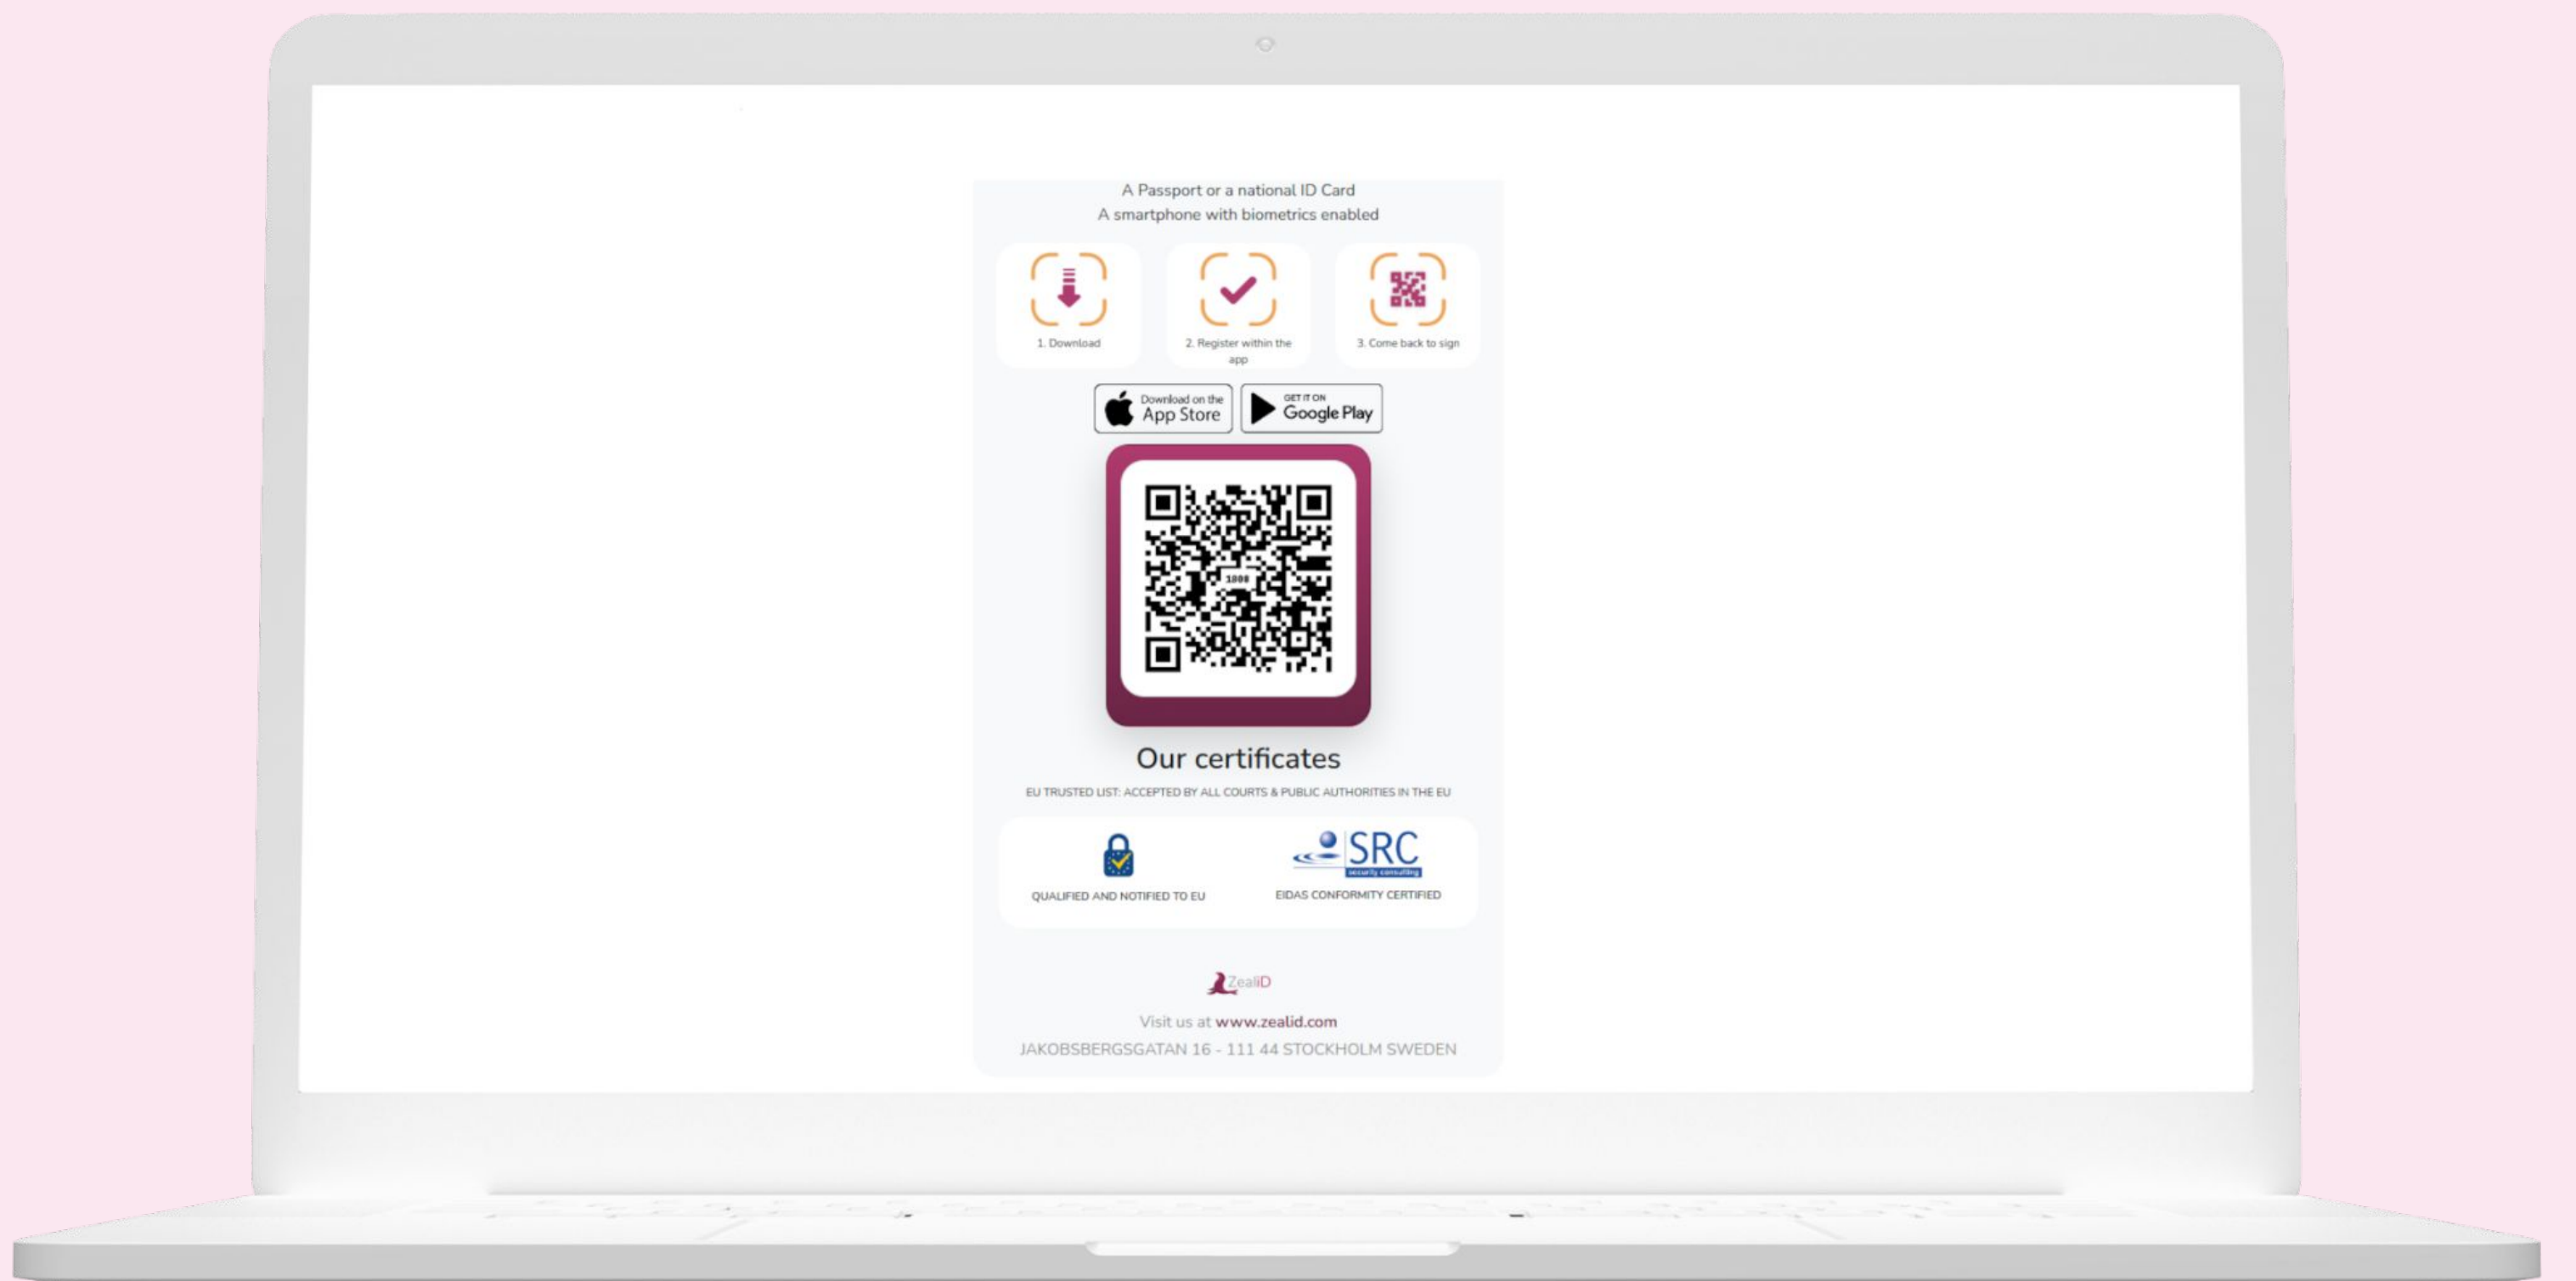 A Passport or a national ID Card
A smartphone with biometrics enabled
1. Download
2. Register within the
app
3. Come back to sign
Download on the
App Store
GET IT ON
Google Play
1808
Our certificates
EU TRUSTED LIST: ACCEPTED BY ALL COURTS & PUBLIC AUTHORITIES IN THE EU
QUALIFIED AND NOTIFIED TO EU
SRC
security consulting
EIDAS CONFORMITY CERTIFIED
ZealiD
Visit us at www.zealid.com
JAKOBSBERGSGATAN 16 - 111 44 STOCKHOLM SWEDEN